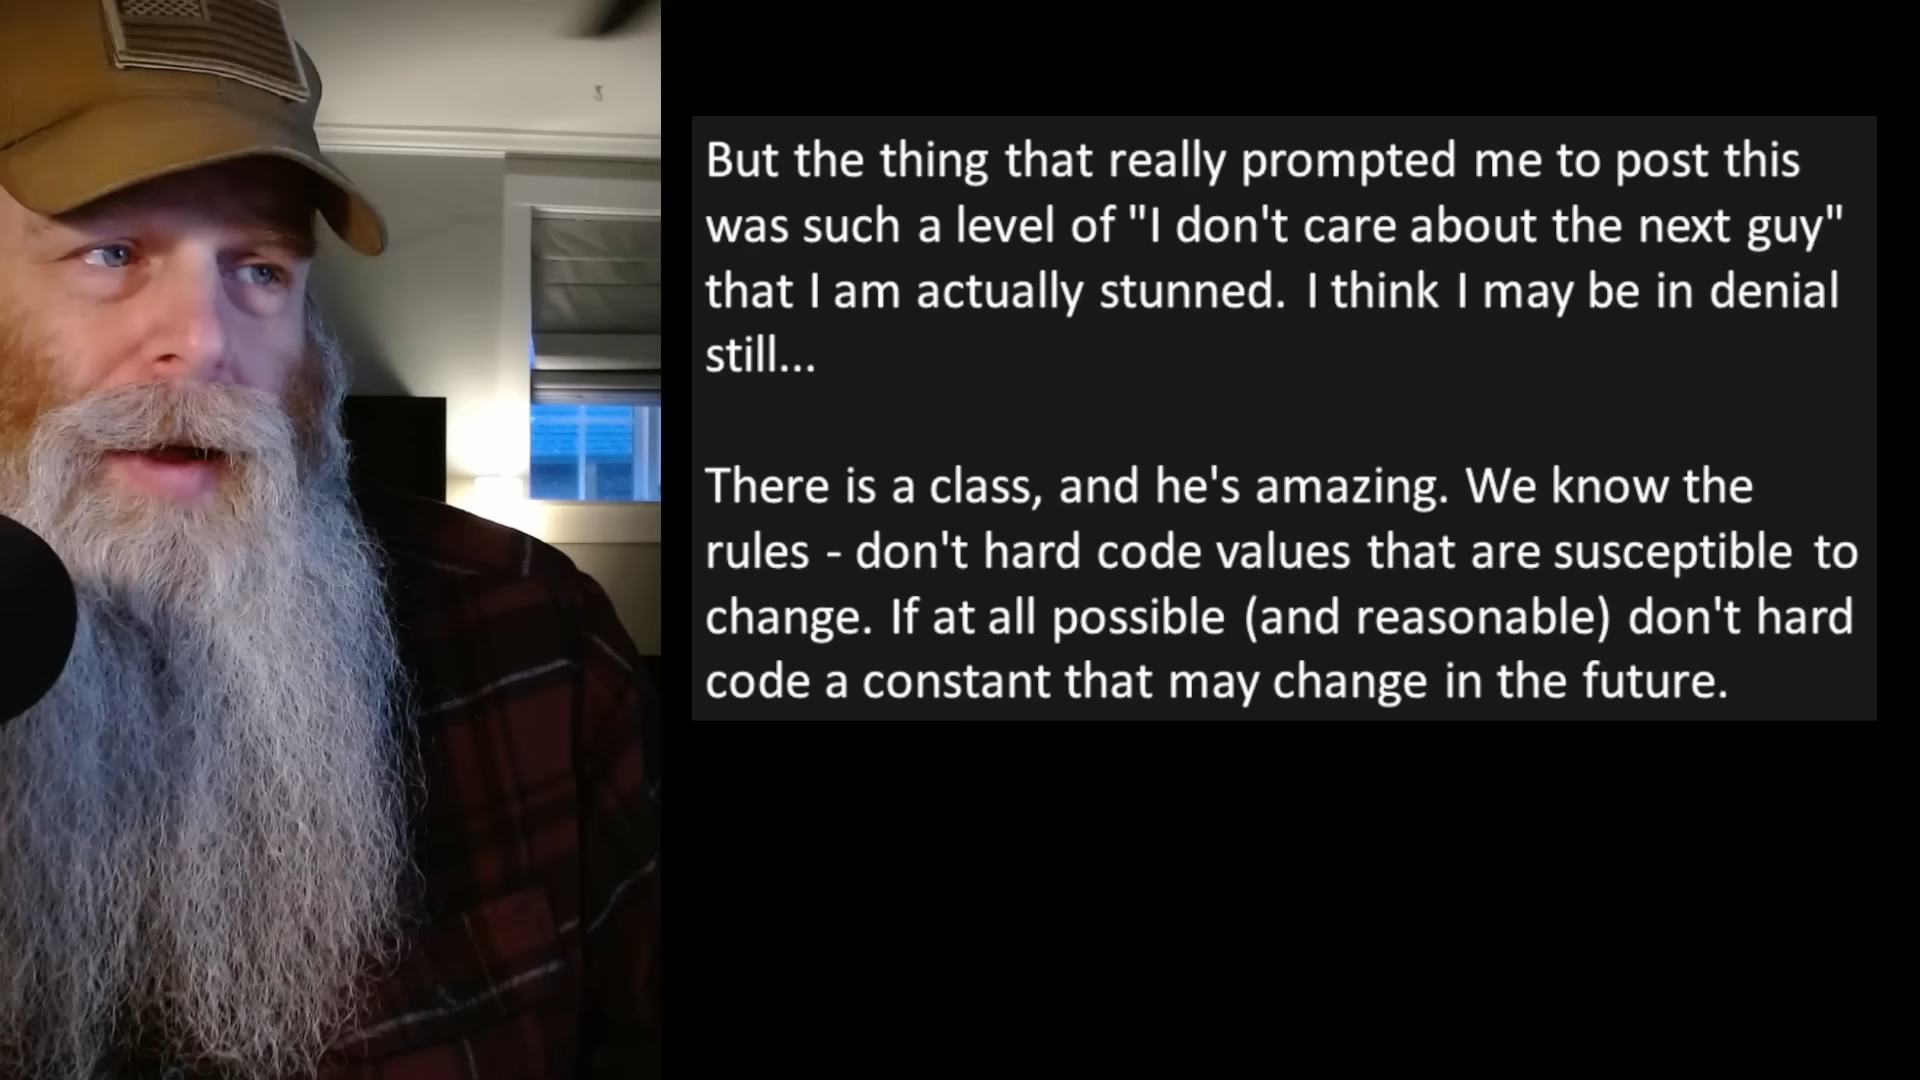 But the thing that really prompted me to post this
was such a level of "I don't care about the next guy"
that I am actually stunned. I think I may be in denial
still...
There is a class, and he's amazing. We know the
rules - don't hard code values that are susceptible to
change. If at all possible (and reasonable) don't hard
code a constant that may change in the future.